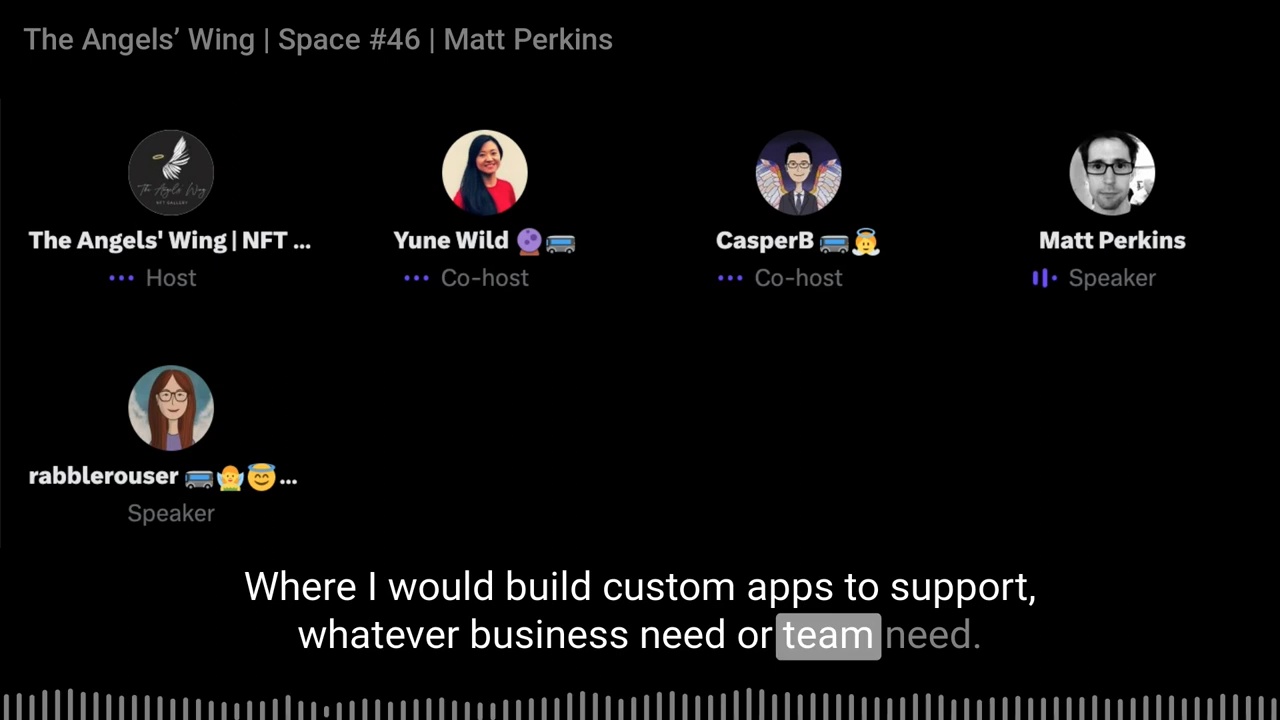 The Angels’ Wing | Space #46 | Matt Perkins
The Angels' Wing | NFT ...
Host
Yune Wild 🔮🚌
Co-host
CasperB 🚌👼
Co-host
Matt Perkins
Speaker
rabblerouser 🚌🧚😇...
Speaker
Where I would build custom apps to support,
whatever business need or team need.